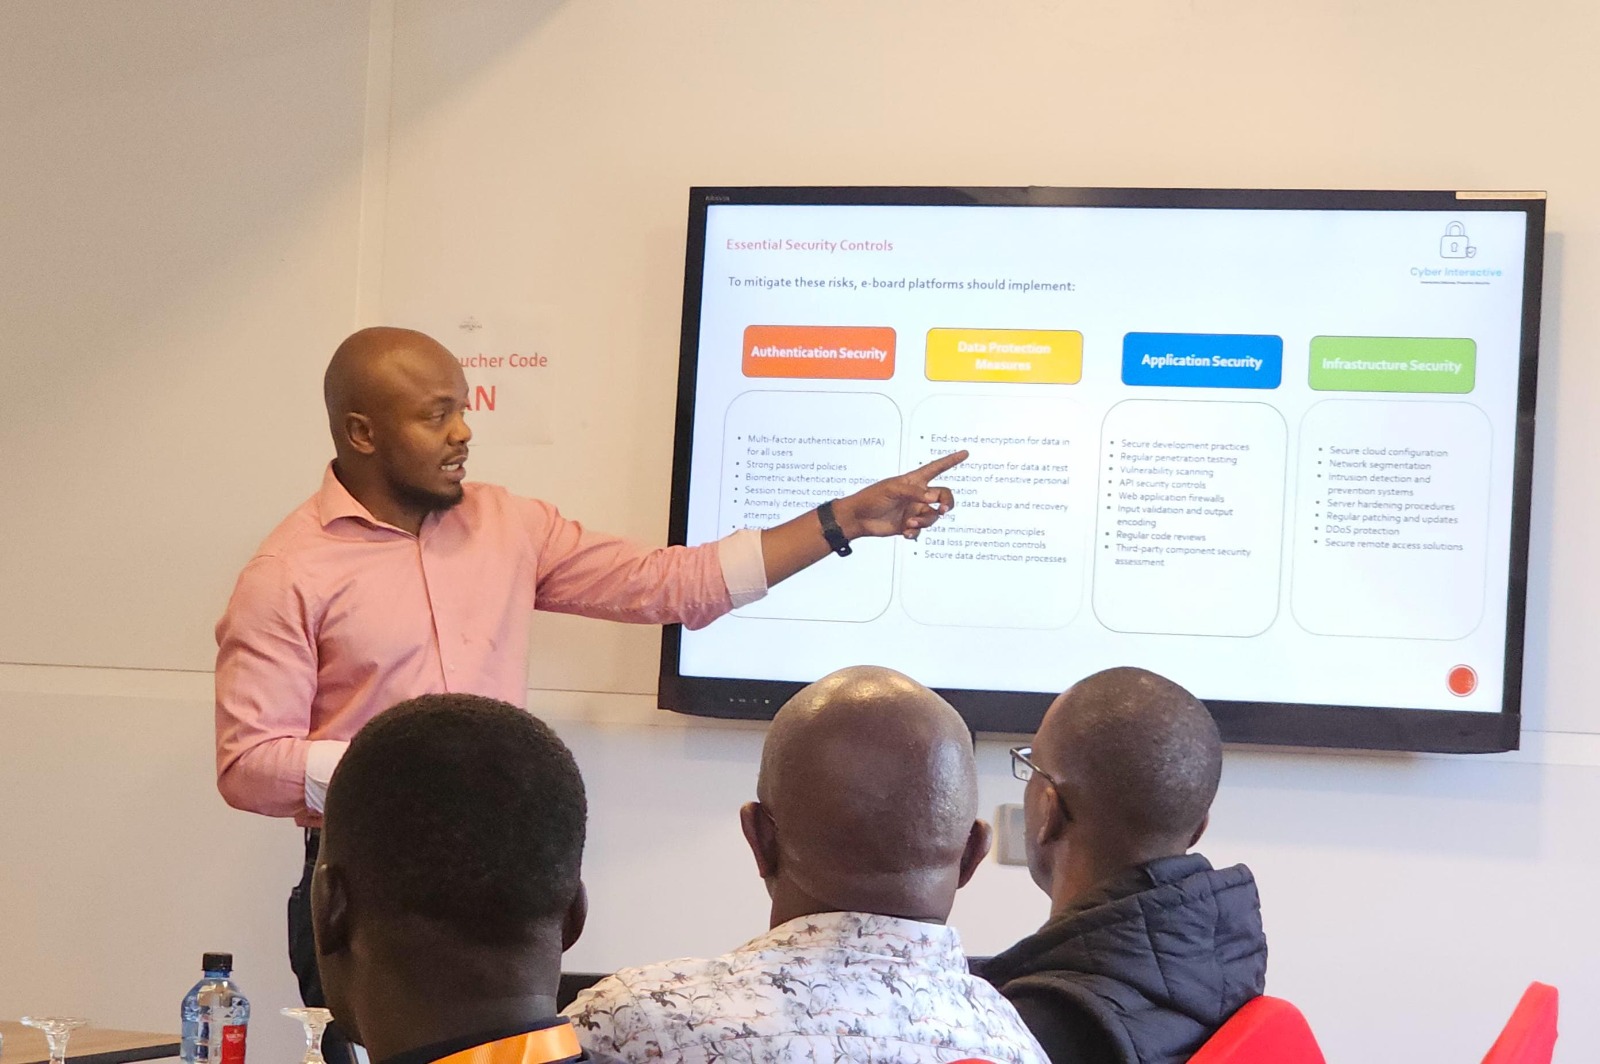 Essential Security Controls
Cyber Interactive
To mitigate these risks, e-board platforms should implement:
Authentication Security
Multi-factor authentication (MFA)
for all users
Strong password policies
Biometric authentication options
Session timeout controls
Anomaly detection
attempts
Data Protection
Measures
End-to-end encryption for data in
encryption for data at rest
of sensitive personal
data backup and recovery
Data minimization principles
Data loss prevention controls
Secure data destruction processes
Application Security
Secure development practices
Regular penetration testing
Vulnerability scanning
API security controls
Web application firewalls
Input validation and output
encoding
Regular code reviews
Third-party component security
assessment
Infrastructure Security
Secure cloud configuration
Network segmentation
Intrusion detection and
prevention systems
Server hardening procedures
Regular patching and updates
DDoS protection
Secure remote access solutions
Code